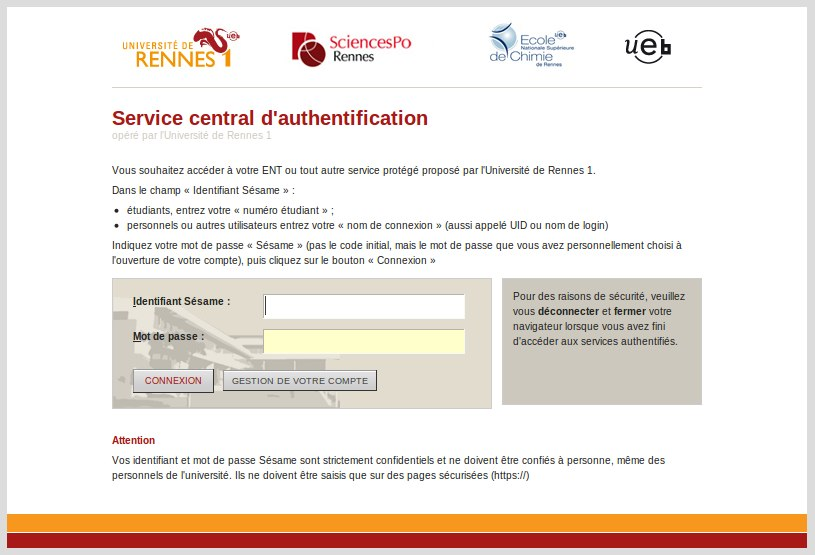 UNIVERSITÉ DE
RENNES 1
ueb
SciencesPo
Rennes
Ecole ueb
Nationale Supérieure
de Chimie
de Rennes
ueb
Service central d'authentification
opéré par l'Université de Rennes 1
Vous souhaitez accéder à votre ENT ou tout autre service protégé proposé par l'Université de Rennes 1.
Dans le champ « Identifiant Sésame » :
• étudiants, entrez votre « numéro étudiant » ;
• personnels ou autres utilisateurs entrez votre « nom de connexion » (aussi appelé UID ou nom de login)
Indiquez votre mot de passe « Sésame » (pas le code initial, mais le mot de passe que vous avez personnellement choisi à
l'ouverture de votre compte), puis cliquez sur le bouton « Connexion »
Identifiant Sésame :
Mot de passe :
CONNEXION
GESTION DE VOTRE COMPTE
Pour des raisons de sécurité, veuillez
vous déconnecter et fermer votre
navigateur lorsque vous avez fini
d'accéder aux services authentifiés.
Attention
Vos identifiant et mot de passe Sésame sont strictement confidentiels et ne doivent être confiés à personne, même des
personnels de l'université. Ils ne doivent être saisis que sur des pages sécurisées (https://)